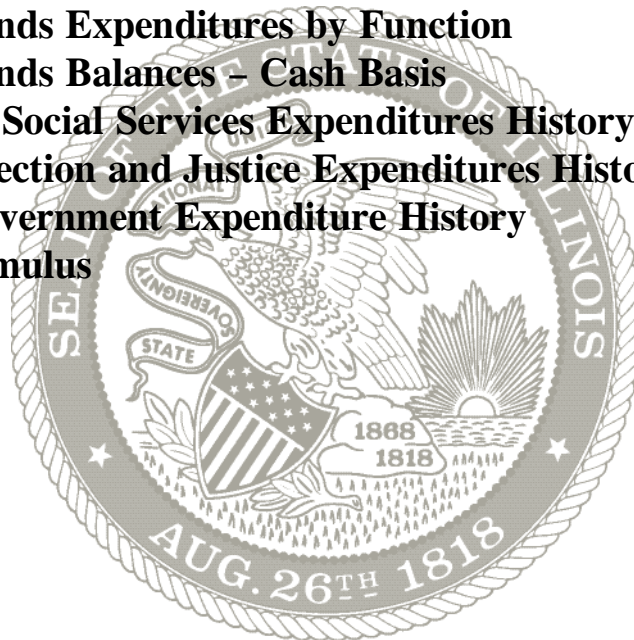 nds Expenditures by Function
nds Balances – Cash Basis
Social Services Expenditures History
ection and Justice Expenditures Histo
vernment Expenditure History
mulus
SEAL OF THE STATE OF ILLINOIS
NATIONAL UNION
STATE SOVEREIGNTY
1868
1818
AUG. 26TH 1818